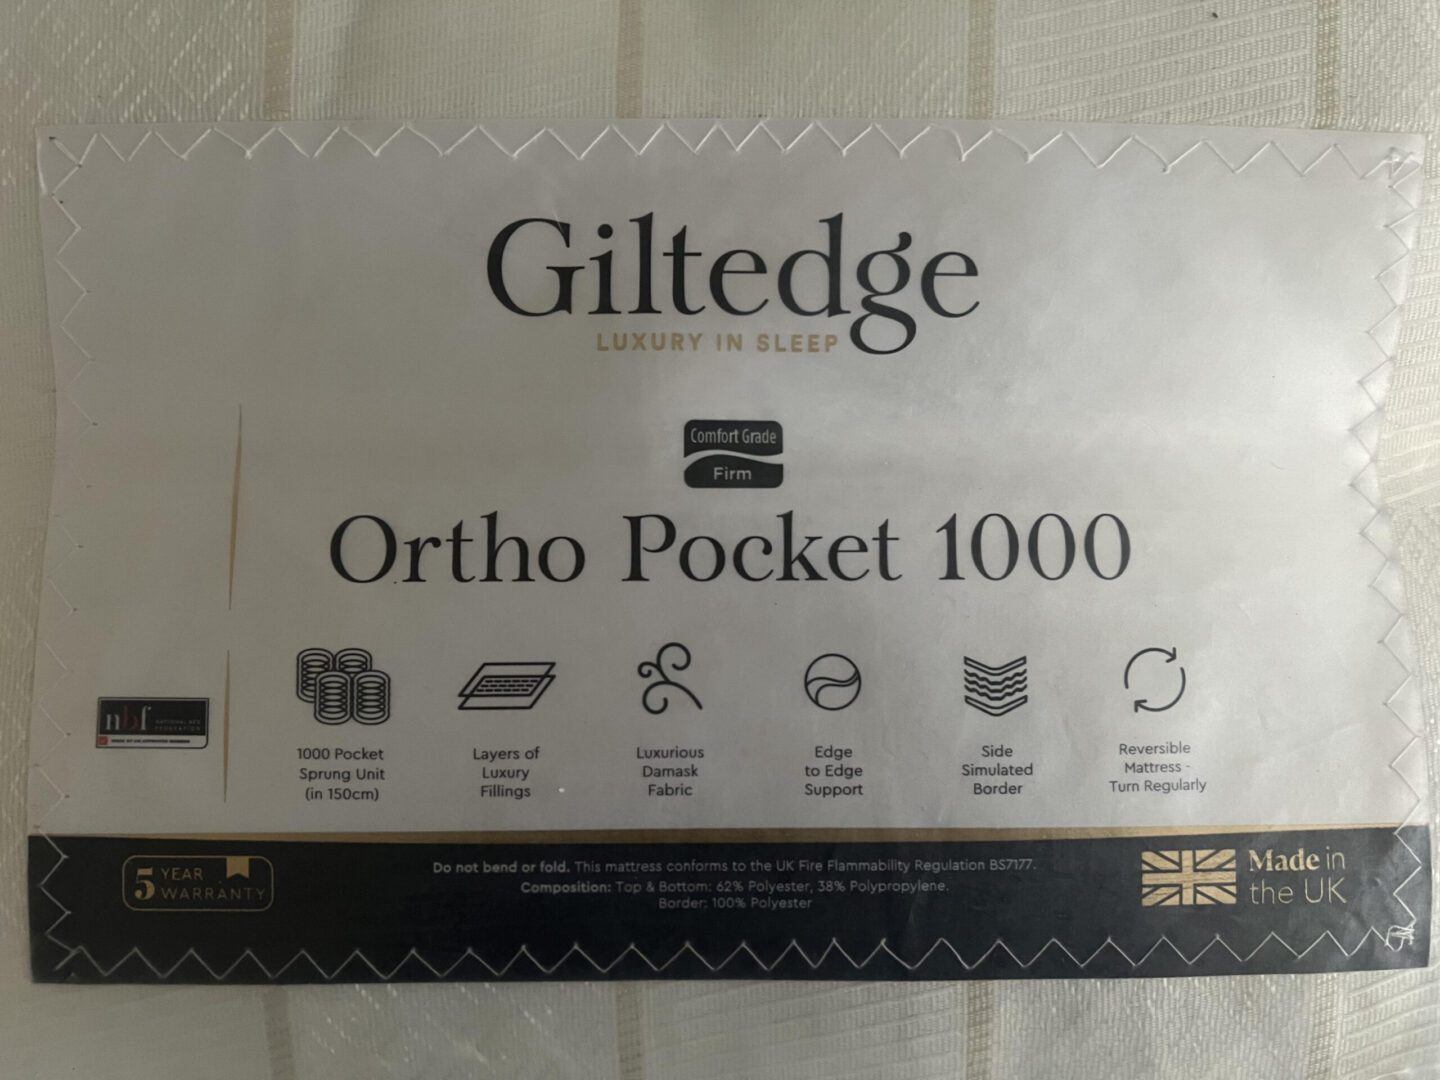 Giltedge
LUXURY IN SLEEP
Comfort Grade
Firm
Ortho Pocket 1000
nbf NATIONAL BED
FEDERATION
1000 Pocket
Sprung Unit
(in 150cm)
Layers of
Luxury
Fillings
Luxurious
Damask
Fabric
Edge
to Edge
Support
Side
Simulated
Border
Reversible
Mattress -
Turn Regularly
5 YEAR
WARRANTY
Do not bend or fold. This mattress conforms to the UK Fire Flammability Regulation BS7177.
Composition: Top & Bottom: 62% Polyester, 38% Polypropylene.
Border: 100% Polyester
Made in
the UK